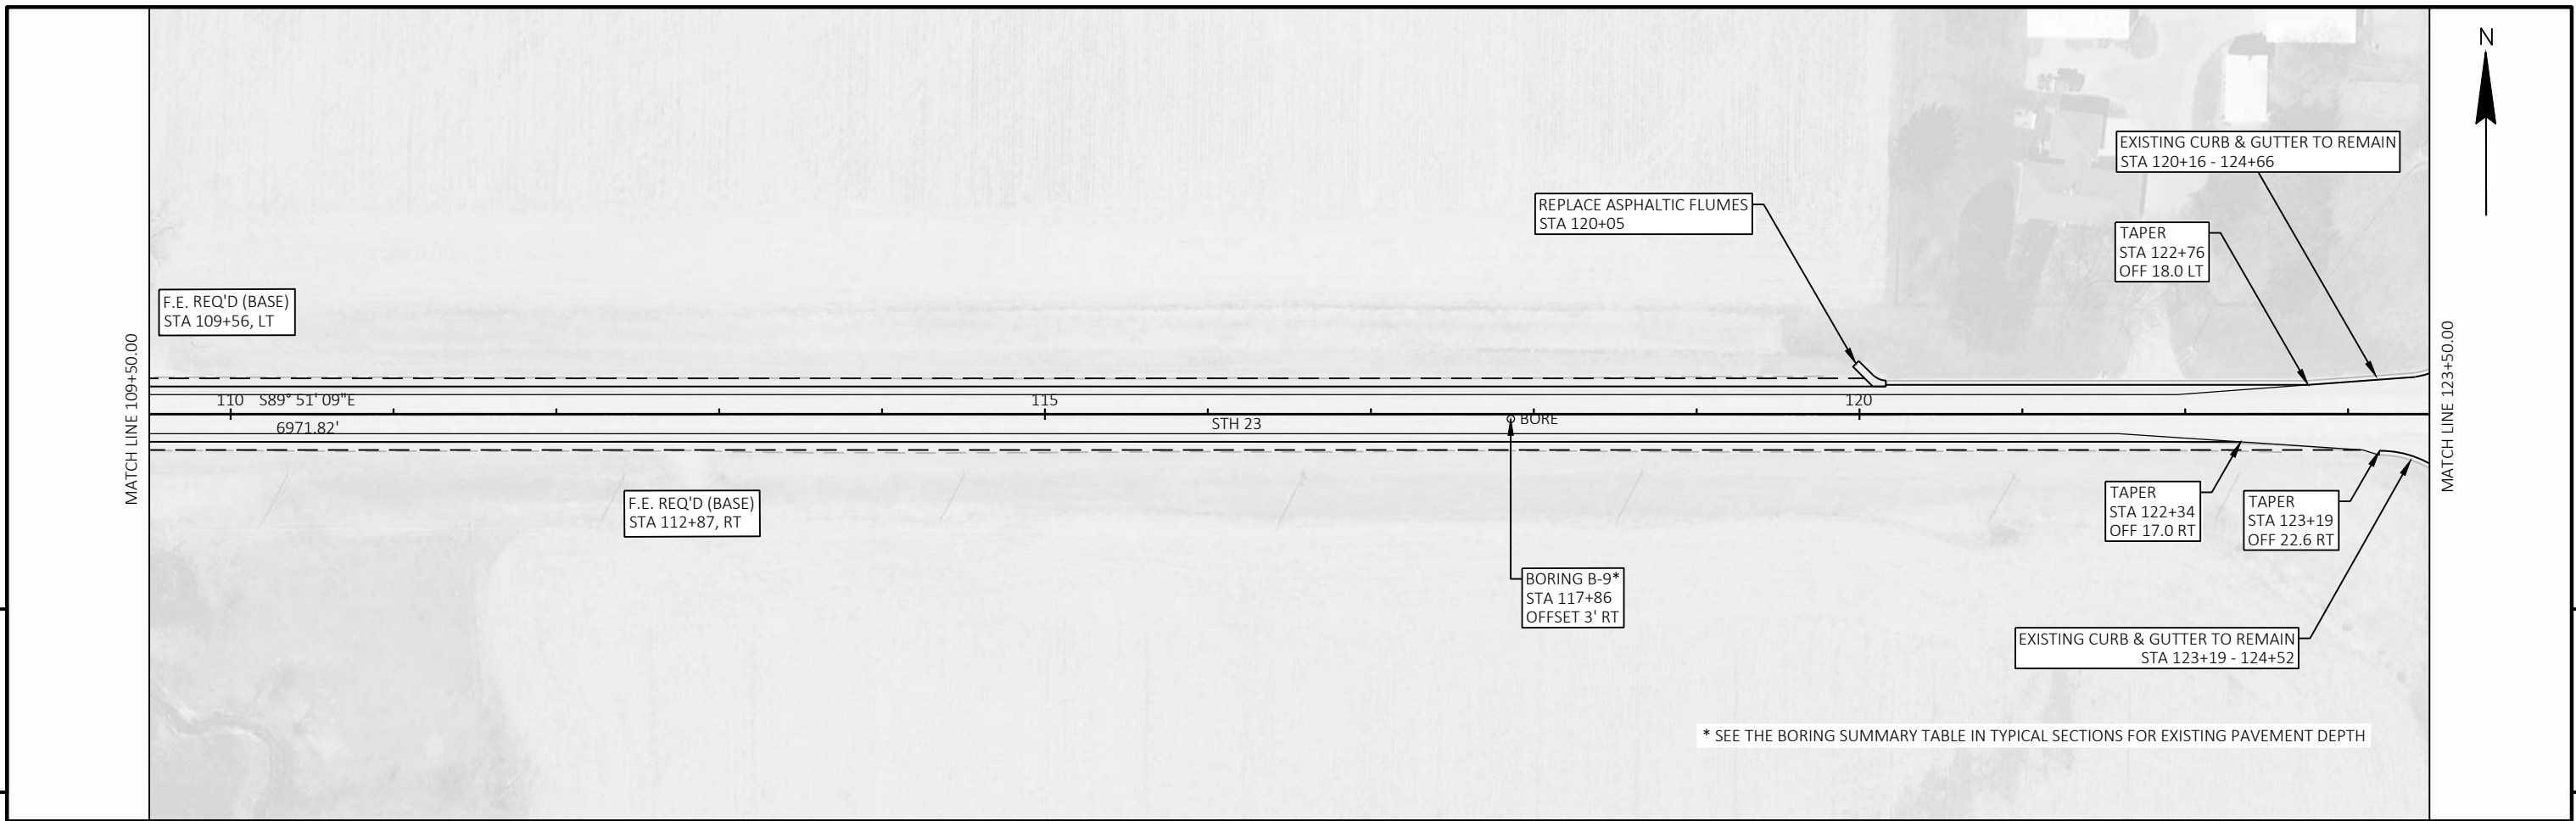 N
EXISTING CURB & GUTTER TO REMAIN
STA 120+16 - 124+66
REPLACE ASPHALTIC FLUMES
STA 120+05
TAPER
STA 122+76
OFF 18.0 LT
F.E. REQ'D (BASE)
STA 109+56, LT
MATCH LINE 109+50.00
MATCH LINE 123+50.00
110 S89° 51' 09"E
115
120
6971.82'
STH 23
BORE
F.E. REQ'D (BASE)
STA 112+87, RT
TAPER
STA 122+34
OFF 17.0 RT
TAPER
STA 123+19
OFF 22.6 RT
BORING B-9*
STA 117+86
OFFSET 3' RT
EXISTING CURB & GUTTER TO REMAIN
STA 123+19 - 124+52
* SEE THE BORING SUMMARY TABLE IN TYPICAL SECTIONS FOR EXISTING PAVEMENT DEPTH